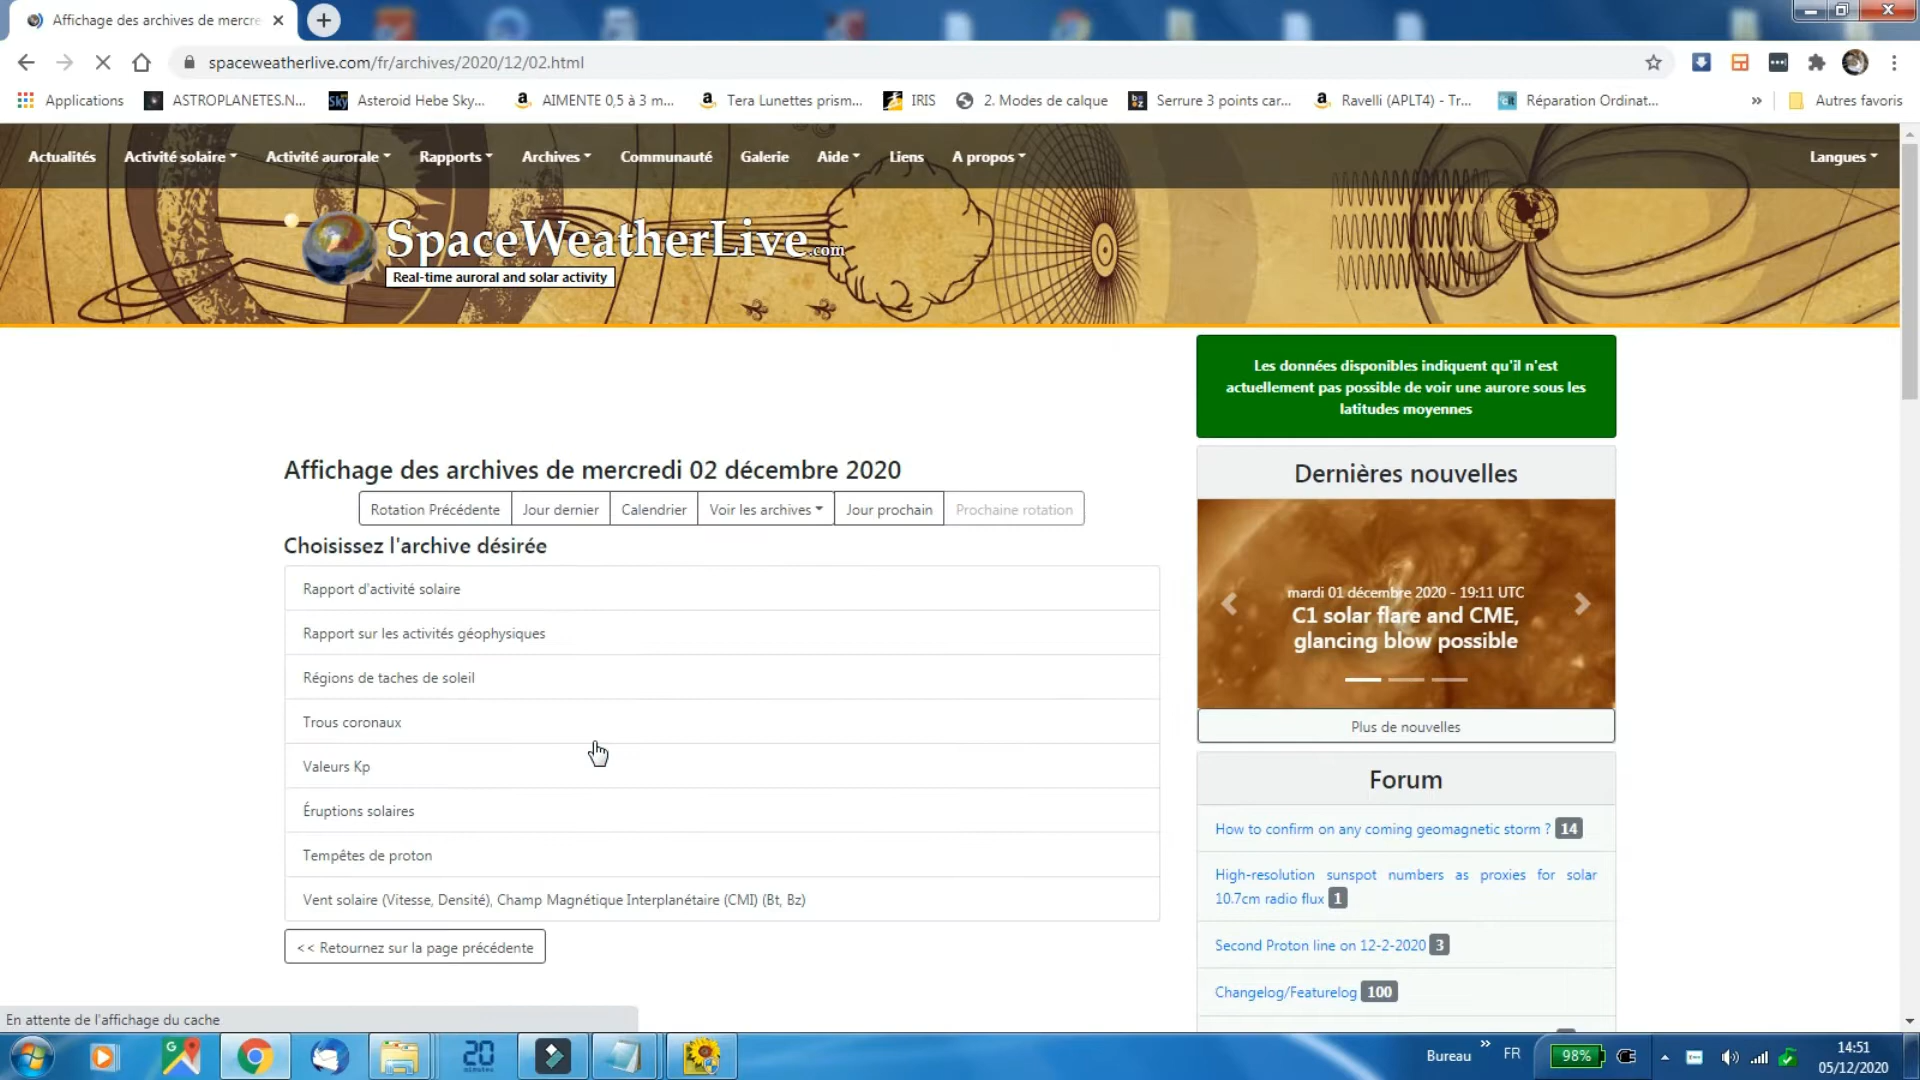 Affichage des archives de mercre
spaceweatherlive.com/fr/archives/2020/12/02.html
Applications
ASTROPLANETES.N...
Asteroid Hebe Sky...
AIMENTE 0,5 à 3 m...
Tera Lunettes prism...
IRIS
2. Modes de calque
Serrure 3 points car...
Ravelli (APLT4) - Tr...
Réparation Ordinat...
»
Autres favoris
Actualités
Activité solaire
Activité aurorale
Rapports
Archives
Communauté
Galerie
Aide
Liens
A propos
Langues
SpaceWeatherLive.com
Real-time auroral and solar activity
Les données disponibles indiquent qu'il n'est
actuellement pas possible de voir une aurore sous les
latitudes moyennes
Affichage des archives de mercredi 02 décembre 2020
Rotation Précédente
Jour dernier
Calendrier
Voir les archives
Jour prochain
Prochaine rotation
Choisissez l'archive désirée
Rapport d'activité solaire
Rapport sur les activités géophysiques
Régions de taches de soleil
Trous coronaux
Valeurs Kp
Éruptions solaires
Tempêtes de proton
Vent solaire (Vitesse, Densité), Champ Magnétique Interplanétaire (CMI) (Bt, Bz)
<< Retournez sur la page précédente
Dernières nouvelles
mardi 01 décembre 2020 - 19:11 UTC
C1 solar flare and CME,
glancing blow possible
Plus de nouvelles
Forum
How to confirm on any coming geomagnetic storm ? 14
High-resolution sunspot numbers as proxies for solar
10.7cm radio flux 1
Second Proton line on 12-2-2020 3
Changelog/Featurelog 100
En attente de l'affichage du cache
20
minutes
Bureau
»
FR
98%
14:51
05/12/2020